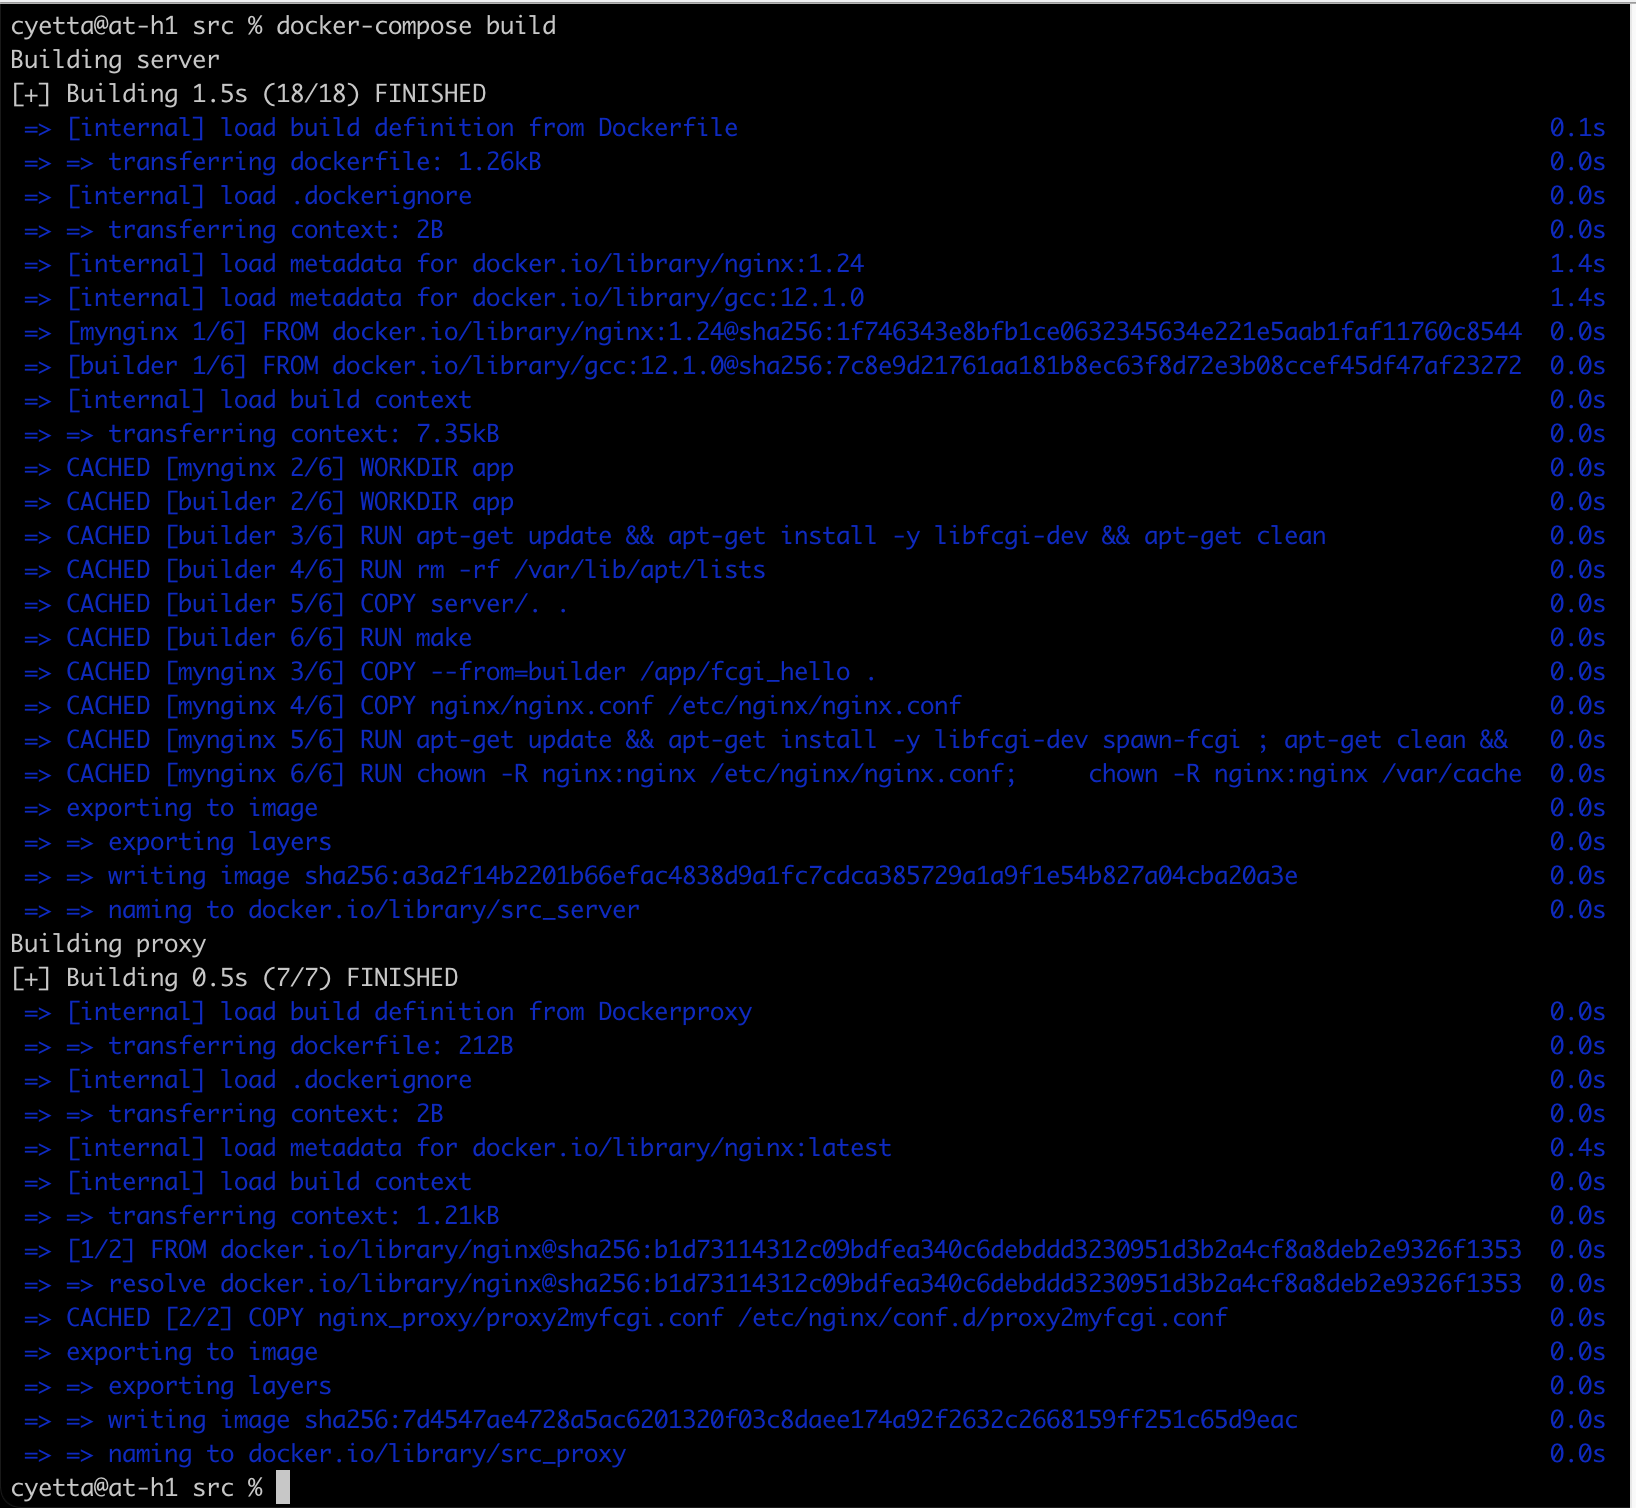 cyetta@at-h1 src % docker-compose build
Building server
[+] Building 1.5s (18/18) FINISHED
=> [internal] load build definition from Dockerfile 0.1s
=> => transferring dockerfile: 1.26kB 0.0s
=> [internal] load .dockerignore 0.0s
=> => transferring context: 2B 0.0s
=> [internal] load metadata for docker.io/library/nginx:1.24 1.4s
=> [internal] load metadata for docker.io/library/gcc:12.1.0 1.4s
=> [mynginx 1/6] FROM docker.io/library/nginx:1.24@sha256:1f746343e8bfb1ce0632345634e221e5aab1faf11760c8544 0.0s
=> [builder 1/6] FROM docker.io/library/gcc:12.1.0@sha256:7c8e9d21761aa181b8ec63f8d72e3b08ccef45df47af23272 0.0s
=> [internal] load build context 0.0s
=> => transferring context: 7.35kB 0.0s
=> CACHED [mynginx 2/6] WORKDIR app 0.0s
=> CACHED [builder 2/6] WORKDIR app 0.0s
=> CACHED [builder 3/6] RUN apt-get update && apt-get install -y libfcgi-dev && apt-get clean 0.0s
=> CACHED [builder 4/6] RUN rm -rf /var/lib/apt/lists 0.0s
=> CACHED [builder 5/6] COPY server/. . 0.0s
=> CACHED [builder 6/6] RUN make 0.0s
=> CACHED [mynginx 3/6] COPY --from=builder /app/fcgi_hello . 0.0s
=> CACHED [mynginx 4/6] COPY nginx/nginx.conf /etc/nginx/nginx.conf 0.0s
=> CACHED [mynginx 5/6] RUN apt-get update && apt-get install -y libfcgi-dev spawn-fcgi ; apt-get clean && 0.0s
=> CACHED [mynginx 6/6] RUN chown -R nginx:nginx /etc/nginx/nginx.conf;     chown -R nginx:nginx /var/cache 0.0s
=> exporting to image 0.0s
=> => exporting layers 0.0s
=> => writing image sha256:a3a2f14b2201b66efac4838d9a1fc7cdca385729a1a9f1e54b827a04cba20a3e 0.0s
=> => naming to docker.io/library/src_server 0.0s
Building proxy
[+] Building 0.5s (7/7) FINISHED
=> [internal] load build definition from Dockerproxy 0.0s
=> => transferring dockerfile: 212B 0.0s
=> [internal] load .dockerignore 0.0s
=> => transferring context: 2B 0.0s
=> [internal] load metadata for docker.io/library/nginx:latest 0.4s
=> [internal] load build context 0.0s
=> => transferring context: 1.21kB 0.0s
=> [1/2] FROM docker.io/library/nginx@sha256:b1d73114312c09bdfea340c6debddd3230951d3b2a4cf8a8deb2e9326f1353 0.0s
=> => resolve docker.io/library/nginx@sha256:b1d73114312c09bdfea340c6debddd3230951d3b2a4cf8a8deb2e9326f1353 0.0s
=> CACHED [2/2] COPY nginx_proxy/proxy2myfcgi.conf /etc/nginx/conf.d/proxy2myfcgi.conf 0.0s
=> exporting to image 0.0s
=> => exporting layers 0.0s
=> => writing image sha256:7d4547ae4728a5ac6201320f03c8daee174a92f2632c2668159ff251c65d9eac 0.0s
=> => naming to docker.io/library/src_proxy 0.0s
cyetta@at-h1 src %